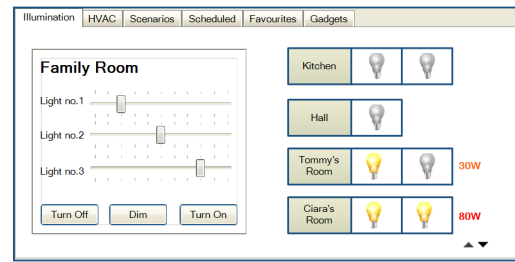 Illumination HVAC Scenarios Scheduled Favourites Gadgets
Family Room
Light no.1
Light no.2
Light no.3
Turn Off Dim Turn On
Kitchen
Hall
Tommy's
Room
30W
Ciara's
Room
80W